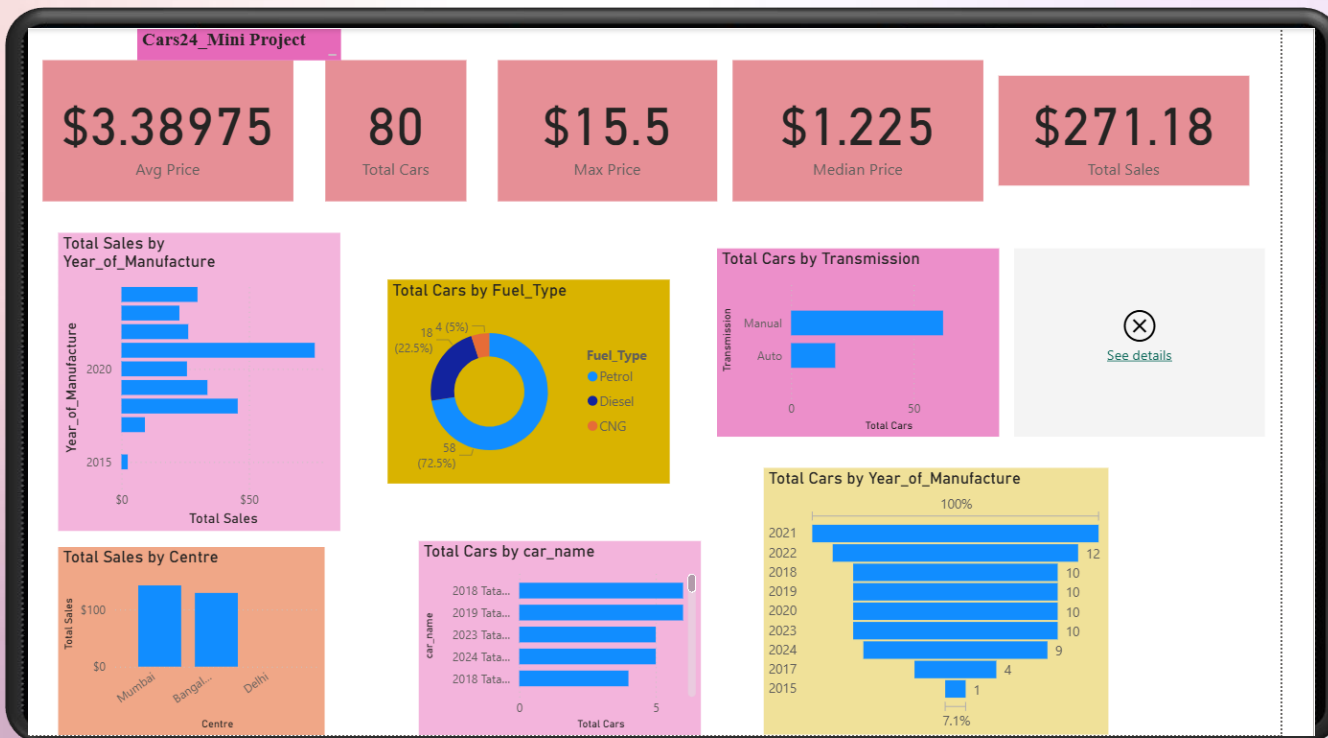 Cars24_Mini Project
$3.38975
Avg Price
80
Total Cars
$15.5
Max Price
$1.225
Median Price
$271.18
Total Sales
Total Sales by
Year_of_Manufacture
Year_of_Manufacture
2020
2015
$0
$50
Total Sales
Total Cars by Fuel_Type
4 (5%)
18
(22.5%)
58
(72.5%)
Fuel_Type
Petrol
Diesel
CNG
Total Cars by Transmission
Transmission
Manual
Auto
0
50
Total Cars
See details
Total Sales by Centre
Total Sales
$100
$0
Mumbai
Bangal...
Delhi
Centre
Total Cars by car_name
car_name
2018 Tata...
2019 Tata...
2023 Tata...
2024 Tata...
2018 Tata...
0
5
Total Cars
Total Cars by Year_of_Manufacture
100%
2021
2022
12
2018
10
2019
10
2020
10
2023
10
2024
9
2017
4
2015
1
7.1%